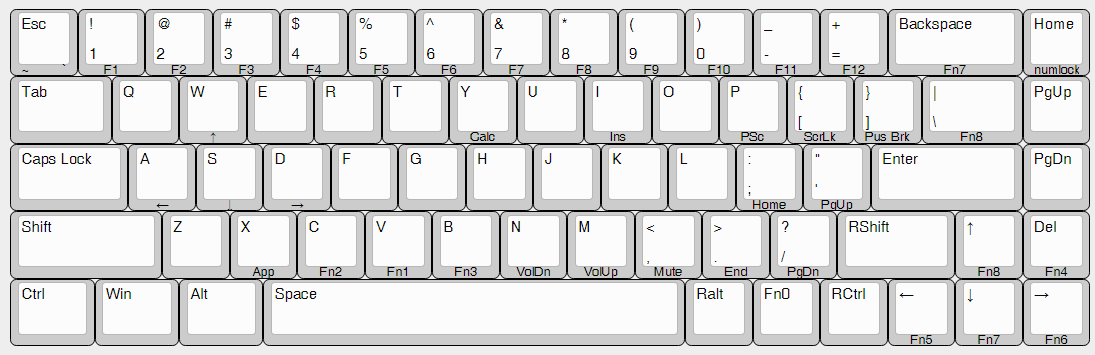 Esc ! @ # $ % ^ & * ( ) _ + Backspace Home
1 2 3 4 5 6 7 8 9 0 - =
~ ` F1 F2 F3 F4 F5 F6 F7 F8 F9 F10 F11 F12 Fn7 numlock
Tab Q W E R T Y U I O P { } | PgUp
[ ] \
↑ Calc Ins PSc ScrLk Pus Brk Fn8
Caps Lock A S D F G H J K L : " Enter PgDn
; '
← ↓ → Home PgUp
Shift Z X C V B N M < > ? RShift ↑ Del
, . /
App Fn2 Fn1 Fn3 VolDn VolUp Mute End PgDn Fn8 Fn4
Ctrl Win Alt Space Ralt Fn0 RCtrl ← ↓ →
Fn5 Fn7 Fn6